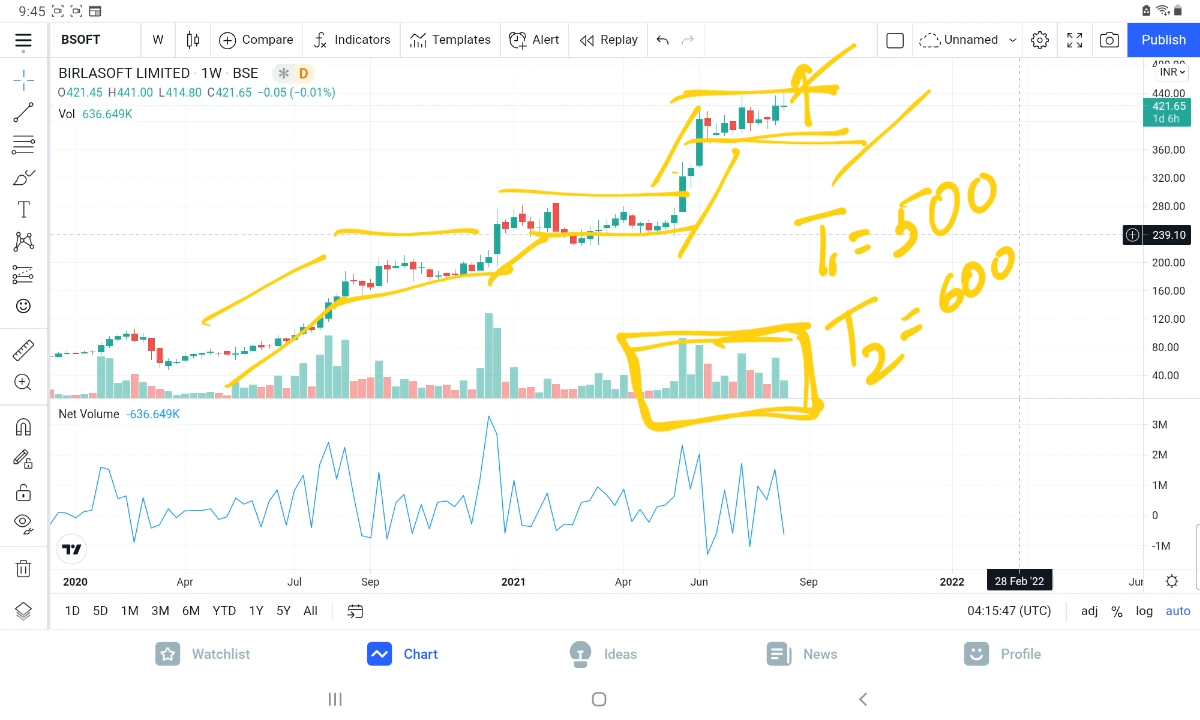 9:45
BSOFT W Compare Indicators Templates Alert Replay Unnamed Publish
BIRLASOFT LIMITED · 1W · BSE D
O421.45 H441.00 L414.80 C421.65 −0.05 (−0.01%)
Vol 636.649K
INR
440.00
421.65
1d 6h
360.00
320.00
280.00
239.10
200.00
160.00
120.00
80.00
40.00
T1 = 500
T2 = 600
Net Volume -636.649K
3M
2M
1M
0
-1M
2020 Apr Jul Sep 2021 Apr Jun Sep 2022 28 Feb '22 Jun
1D 5D 1M 3M 6M YTD 1Y 5Y All 04:15:47 (UTC) adj % log auto
Watchlist Chart Ideas News Profile